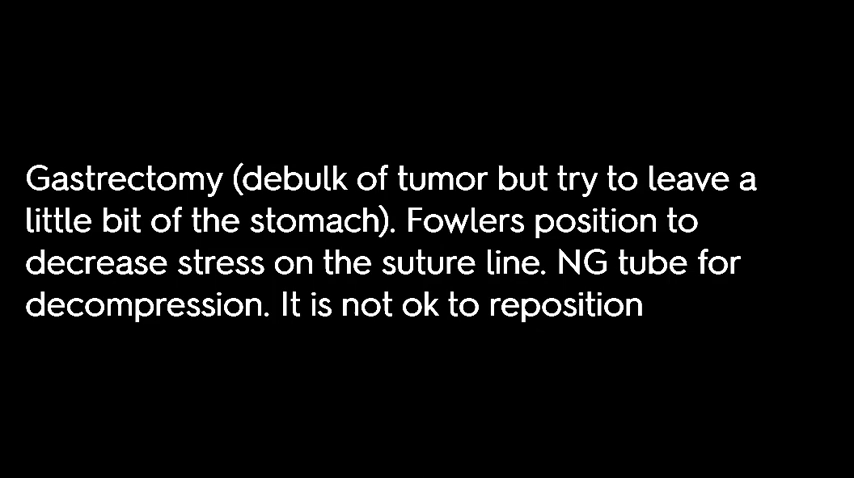 Gastrectomy (debulk of tumor but try to leave a
little bit of the stomach). Fowlers position to
decrease stress on the suture line. NG tube for
decompression. It is not ok to reposition